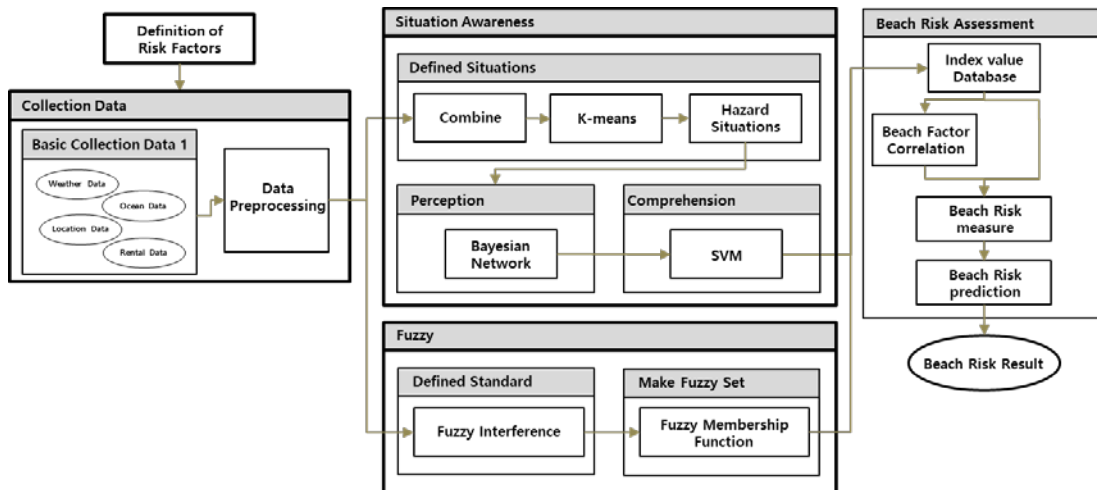 Definition of
Risk Factors
Collection Data
Basic Collection Data 1
Weather Data
Ocean Data
Location Data
Rental Data
Data
Preprocessing
Situation Awareness
Defined Situations
Combine
K-means
Hazard
Situations
Perception
Bayesian
Network
Comprehension
SVM
Fuzzy
Defined Standard
Fuzzy Interference
Make Fuzzy Set
Fuzzy Membership
Function
Beach Risk Assessment
Index value
Database
Beach Factor
Correlation
Beach Risk
measure
Beach Risk
prediction
Beach Risk Result